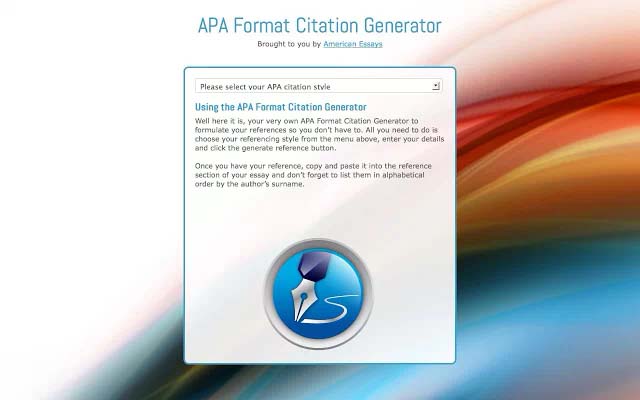 APA Format Citation Generator
Brought to you by American Essays
Please select your APA citation style
Using the APA Format Citation Generator
Well here it is, your very own APA Format Citation Generator to
formulate your references so you don't have to. All you need to do is
choose your referencing style from the menu above, enter your details
and click the generate reference button.
Once you have your reference, copy and paste it into the reference
section of your essay and don't forget to list them in alphabetical
order by the author's surname.